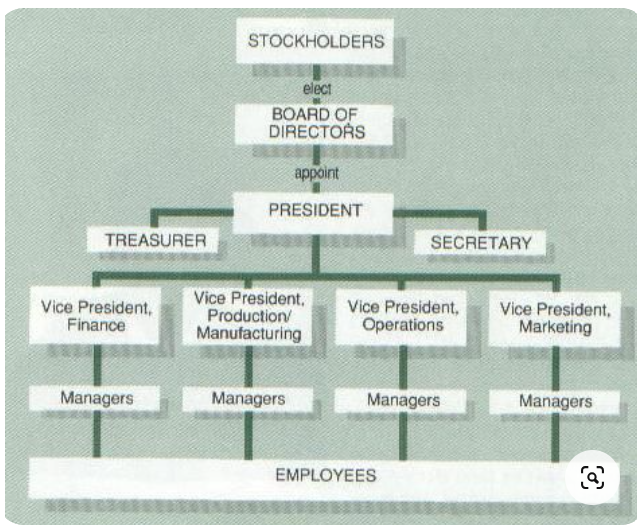 STOCKHOLDERS
elect
BOARD OF
DIRECTORS
appoint
PRESIDENT
TREASURER
SECRETARY
Vice President,
Finance
Vice President,
Production/
Manufacturing
Vice President,
Operations
Vice President,
Marketing
Managers
Managers
Managers
Managers
EMPLOYEES